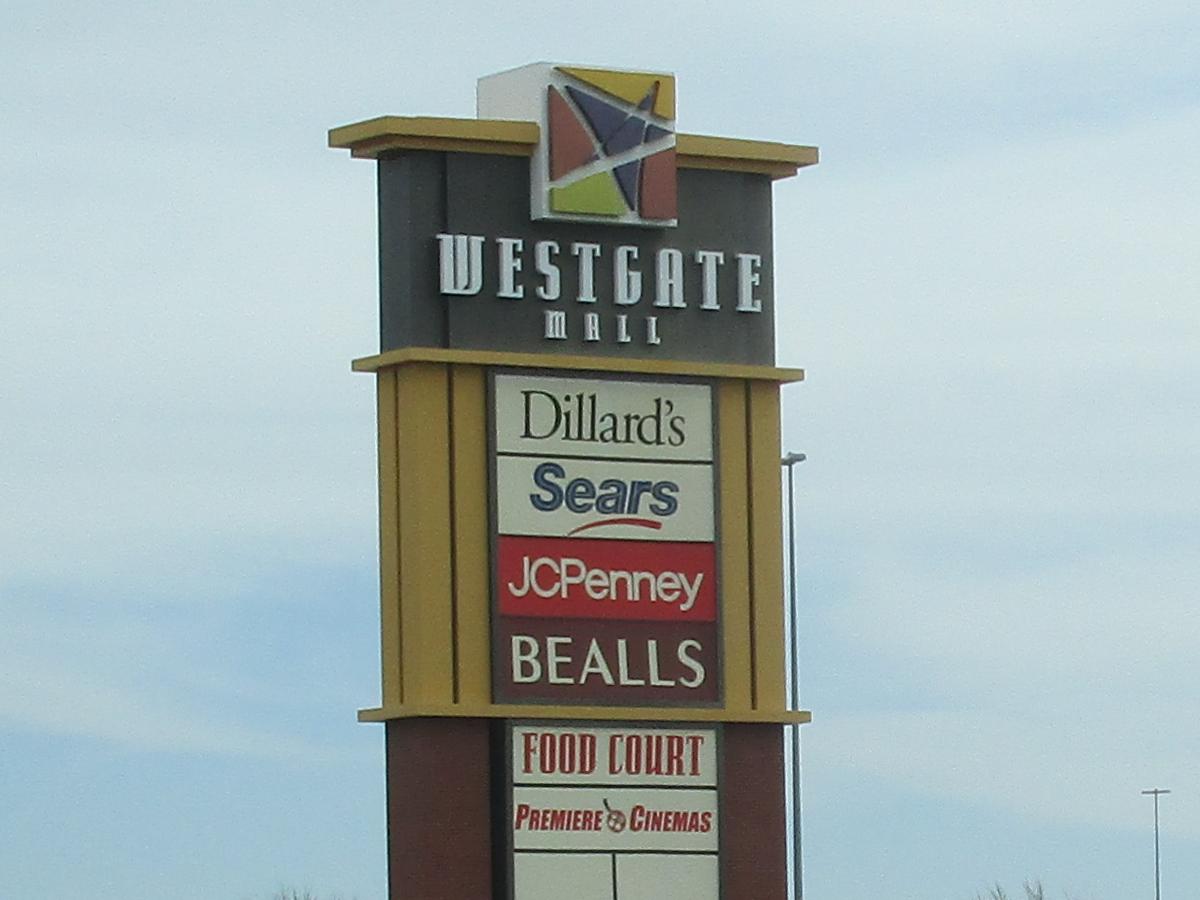 WESTGATE
MALL
Dillard's
Sears
JCPenney
BEALLS
FOOD COURT
PREMIERE CINEMAS